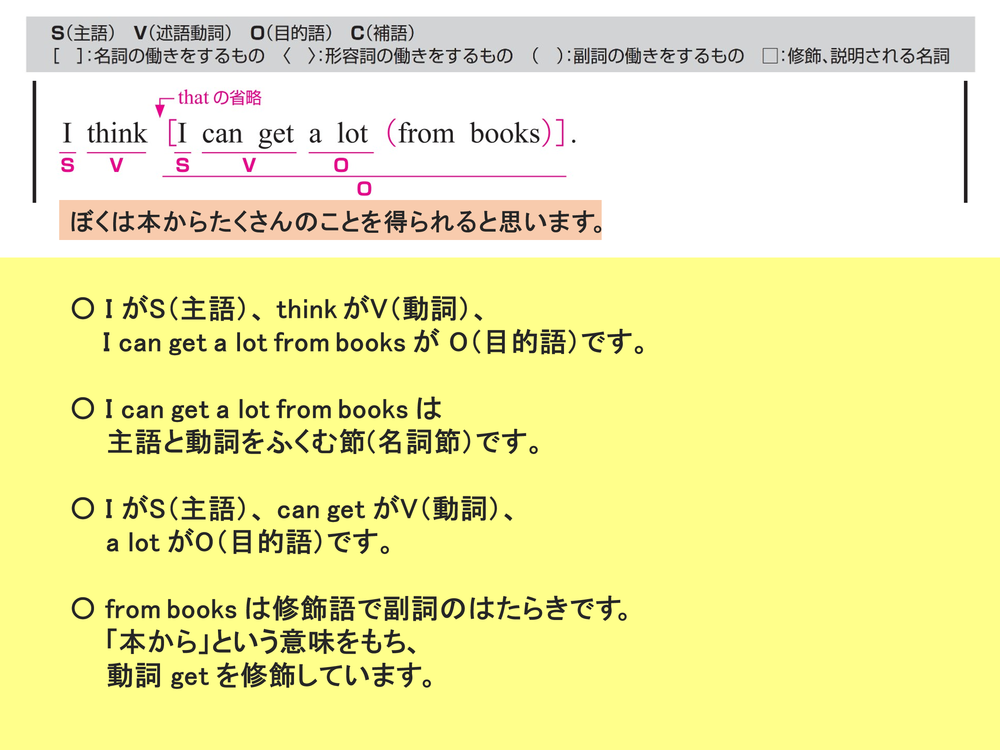 S（主語）　V（述語動詞）　O（目的語）　C（補語）
［　］：名詞の働きをするもの　〈　〉：形容詞の働きをするもの　（　）：副詞の働きをするもの　□：修飾、説明される名詞
that の省略
I think [I can get a lot (from books)].
S V S V O
O
ぼくは本からたくさんのことを得られると思います。
○ I がS（主語）、 think がV（動詞）、
I can get a lot from books が O（目的語）です。
○ I can get a lot from books は
主語と動詞をふくむ節（名詞節）です。
○ I がS（主語）、 can get がV（動詞）、
a lot がO（目的語）です。
○ from books は修飾語で副詞のはたらきです。
「本から」という意味をもち、
動詞 get を修飾しています。